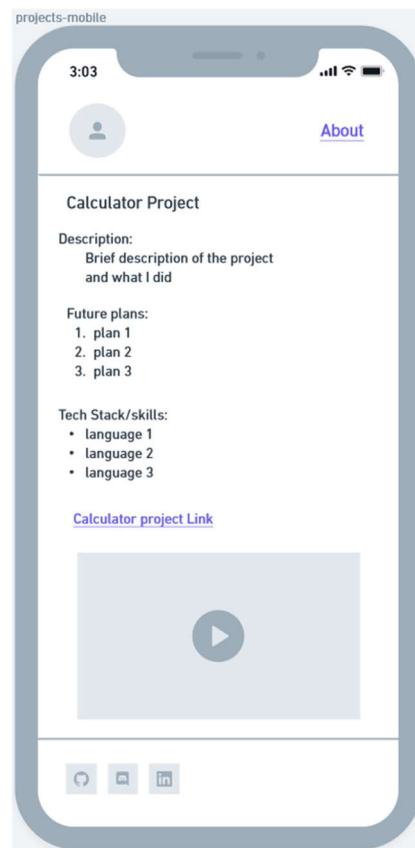 projects-mobile
3:03
About
Calculator Project
Description:
Brief description of the project
and what I did
Future plans:
1. plan 1
2. plan 2
3. plan 3
Tech Stack/skills:
• language 1
• language 2
• language 3
Calculator project Link
in